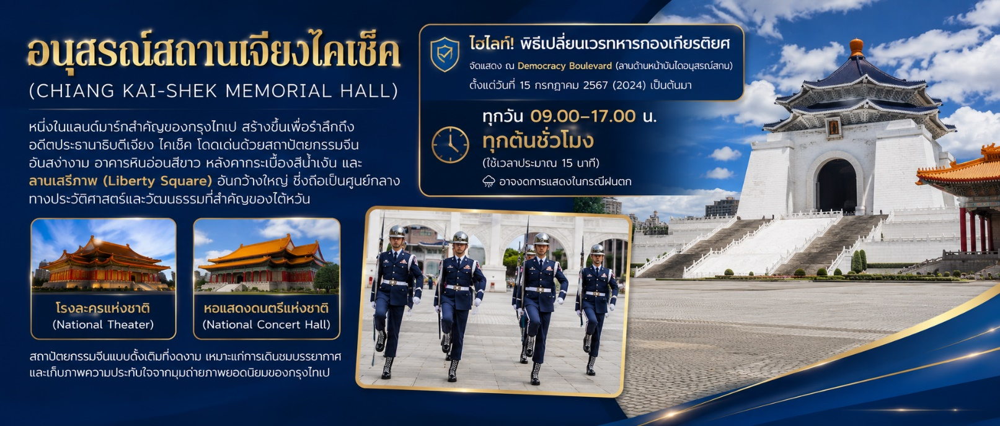 อนุสรณ์สถานเจียงไคเช็ค
(CHIANG KAI-SHEK MEMORIAL HALL)
หนึ่งในแลนด์มาร์กสำคัญของกรุงไทเป สร้างขึ้นเพื่อรำลึกถึง
อดีตประธานาธิบดีเจียง ไคเช็ค โดดเด่นด้วยสถาปัตยกรรมจีน
อันสง่างาม อาคารหินอ่อนสีขาว หลังคากระเบื้องสีน้ำเงิน และ
ลานเสรีภาพ (Liberty Square) อันกว้างใหญ่ ซึ่งถือเป็นศูนย์กลาง
ทางประวัติศาสตร์และวัฒนธรรมที่สำคัญของไต้หวัน
โรงละครแห่งชาติ
(National Theater)
หอแสดงดนตรีแห่งชาติ
(National Concert Hall)
สถาปัตยกรรมจีนแบบดั้งเดิมที่งดงาม เหมาะแก่การเดินชมบรรยากาศ
และเก็บภาพความประทับใจจากมุมถ่ายภาพยอดนิยมของกรุงไทเป
ไฮไลท์! พิธีเปลี่ยนเวรทหารกองเกียรติยศ
จัดแสดง ณ Democracy Boulevard (ลานด้านหน้าบันไดอนุสรณ์สถน)
ตั้งแต่วันที่ 15 กรกฎาคม 2567 (2024) เป็นต้นมา
ทุกวัน 09.00–17.00 น.
ทุกต้นชั่วโมง
(ใช้เวลาประมาณ 15 นาที)
อาจงดการแสดงในกรณีฝนตก